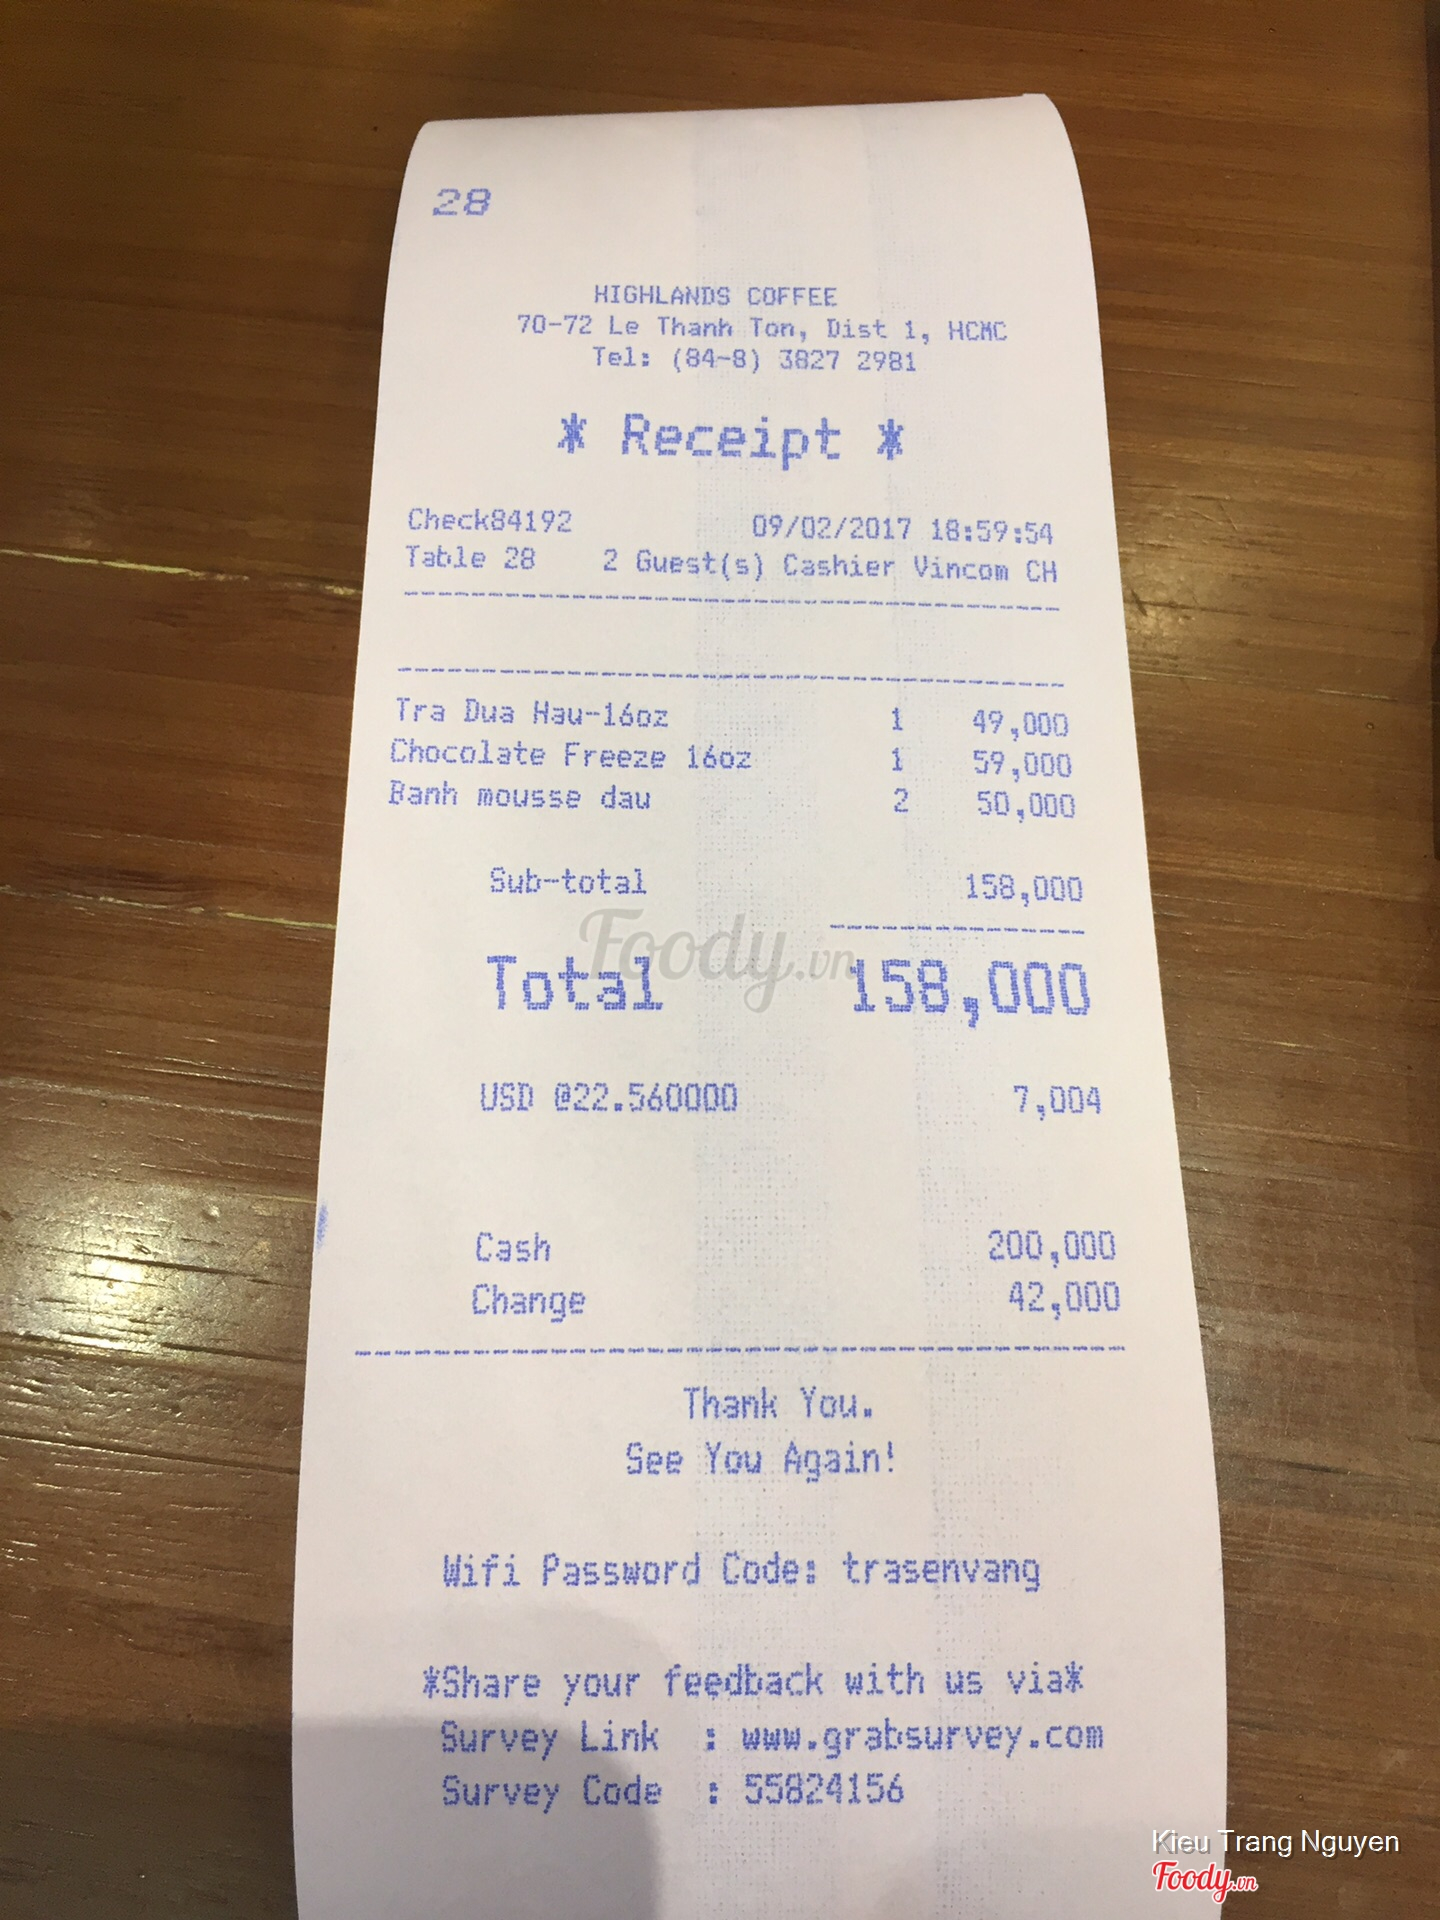 28
HIGHLANDS COFFEE
70-72 Le Thanh Ton, Dist 1, HCMC
Tel: (84-8) 3827 2981
* Receipt *
Check84192 09/02/2017 18:59:54
Table 28 2 Guest(s) Cashier Vincom CH
Tra Dua Hau-16oz 1 49,000
Chocolate Freeze 16oz 1 59,000
Banh mousse dau 2 50,000
Sub-total 158,000
Foody.vn
Total 158,000
USD @22.560000 7,004
Cash 200,000
Change 42,000
Thank You.
See You Again!
Wifi Password Code: trasenvang
*Share your feedback with us via*
Survey Link : www.grabsurvey.com
Survey Code : 55824156
Kieu Trang Nguyen
Foody.vn